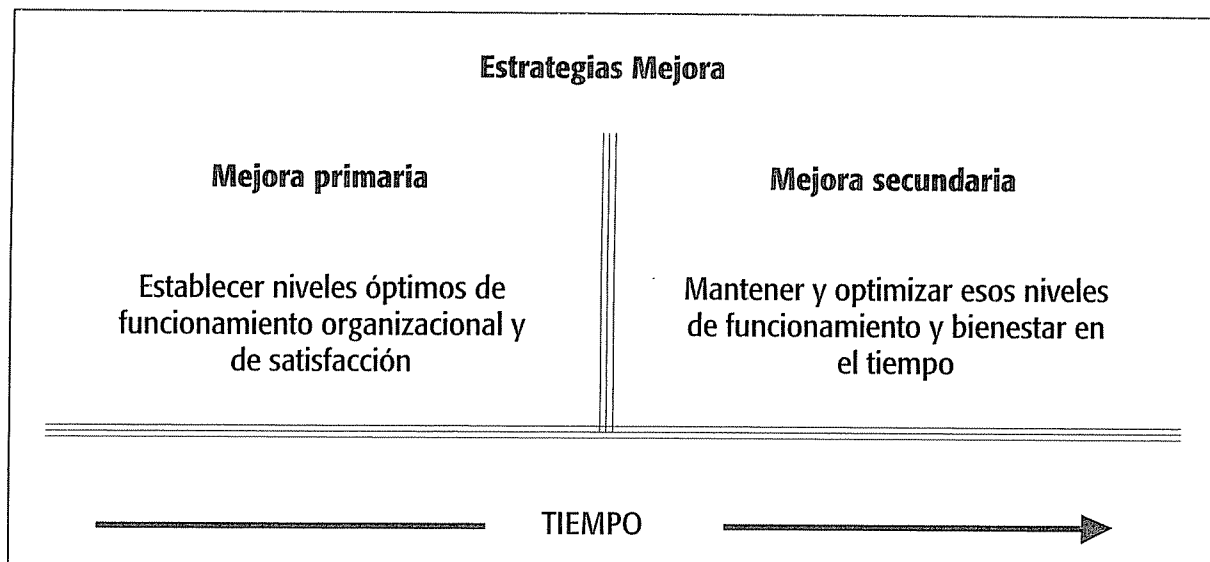 Estrategias Mejora
Mejora primaria
Establecer niveles óptimos de
funcionamiento organizacional y
de satisfacción
Mejora secundaria
Mantener y optimizar esos niveles
de funcionamiento y bienestar en
el tiempo
TIEMPO